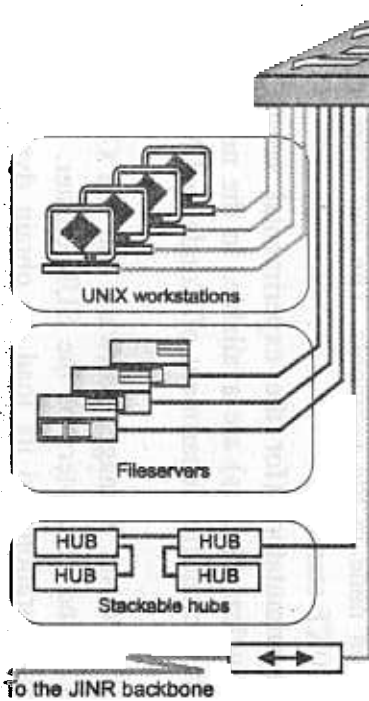 UNIX workstations
Fileservers
HUB HUB
HUB HUB
Stackable hubs
To the JINR backbone